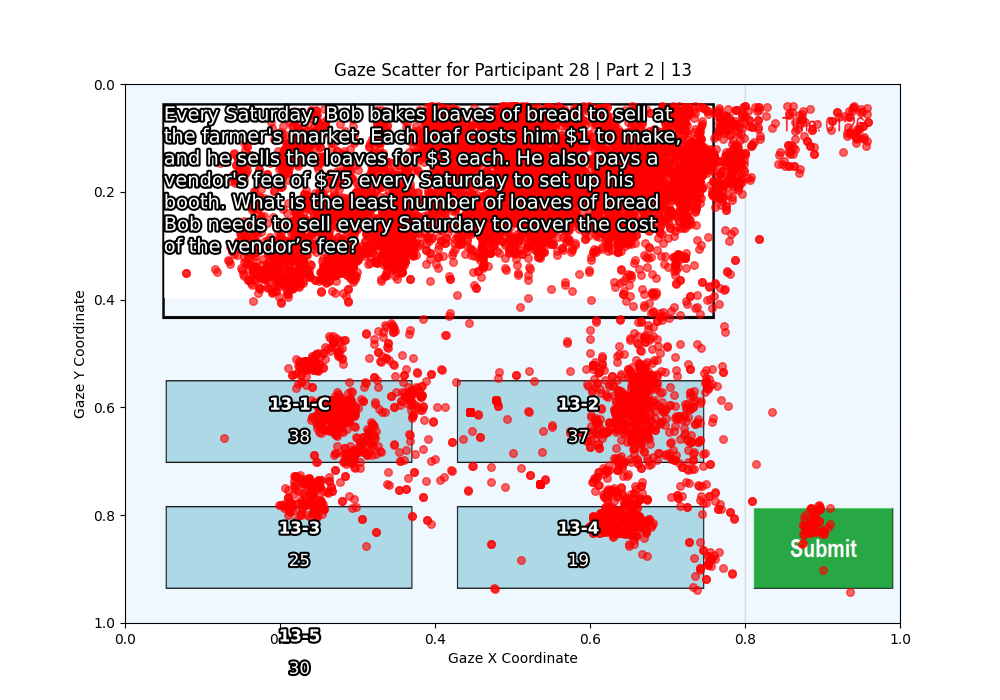 Gaze Scatter for Participant 28 | Part 2 | 13
Every Saturday, Bob bakes loaves of bread to sell at
the farmer's market. Each loaf costs him $1 to make,
and he sells the loaves for $3 each. He also pays a
vendor's fee of $75 every Saturday to set up his
booth. What is the least number of loaves of bread
Bob needs to sell every Saturday to cover the cost
of the vendor's fee?
13-1-C
38
13-2
37
13-3
25
13-4
19
Submit
13-5
30
0.0
0.2
0.4
0.6
0.8
1.0
Gaze Y Coordinate
0.0
0.2
0.4
0.6
0.8
1.0
Gaze X Coordinate